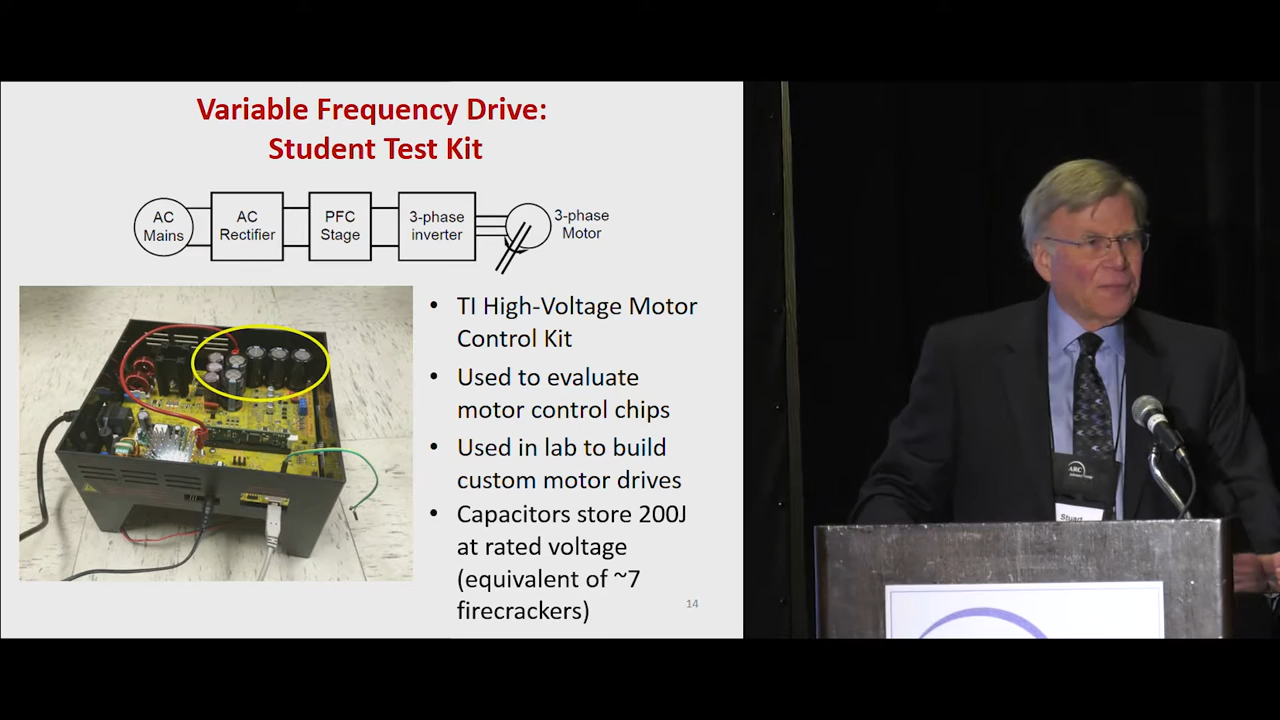 Variable Frequency Drive:
Student Test Kit
AC
Mains
AC
Rectifier
PFC
Stage
3-phase
inverter
3-phase
Motor
• TI High-Voltage Motor
Control Kit
• Used to evaluate
motor control chips
• Used in lab to build
custom motor drives
• Capacitors store 200J
at rated voltage
(equivalent of ~7
firecrackers)
14
ARC
Stuart